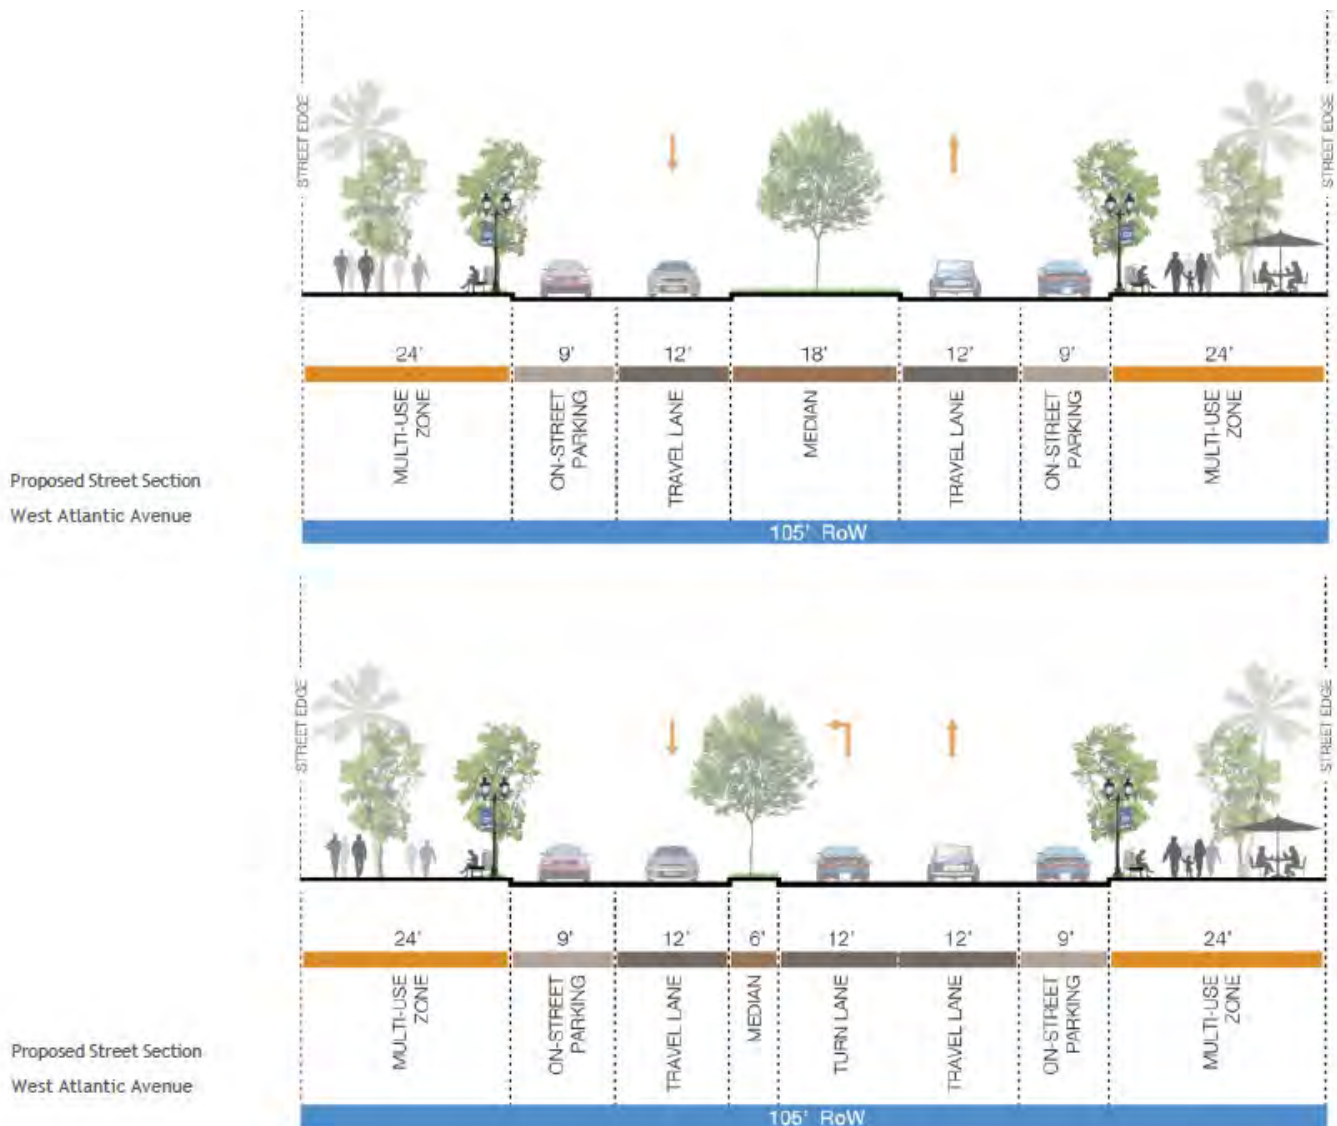 STREET EDGE
STREET EDGE
24'
9'
12'
18'
12'
9'
24'
MULTI-USE
ZONE
ON-STREET
PARKING
TRAVEL LANE
MEDIAN
TRAVEL LANE
ON-STREET
PARKING
MULTI-USE
ZONE
Proposed Street Section
West Atlantic Avenue
105' RoW
STREET EDGE
STREET EDGE
24'
9'
12'
6'
12'
12'
9'
24'
MULTI-USE
ZONE
ON-STREET
PARKING
TRAVEL LANE
MEDIAN
TURN LANE
TRAVEL LANE
ON-STREET
PARKING
MULTI-USE
ZONE
Proposed Street Section
West Atlantic Avenue
105' RoW